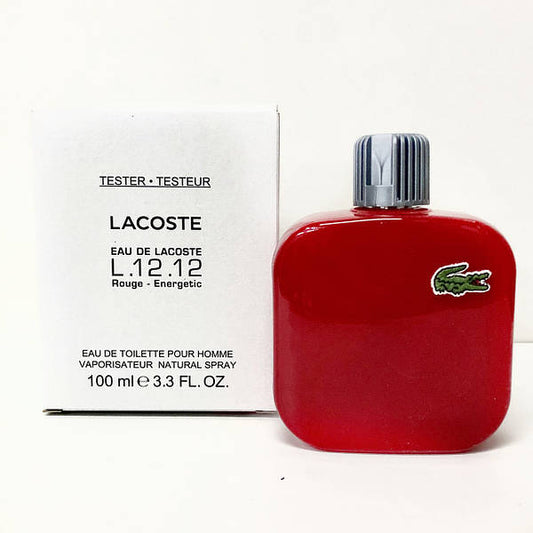 TESTER • TESTEUR
LACOSTE
EAU DE LACOSTE
L.12.12
Rouge - Energetic
EAU DE TOILETTE POUR HOMME
VAPORISATEUR NATURAL SPRAY
100 ml ℮ 3.3 FL. OZ.